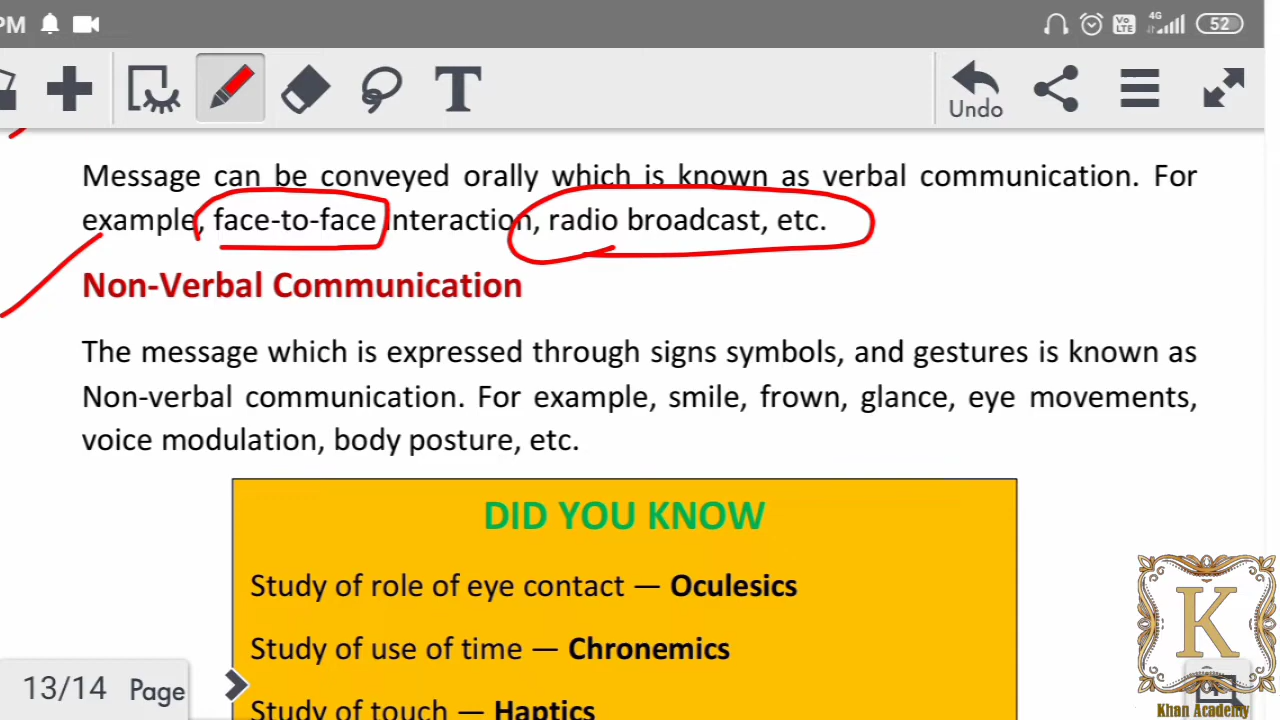 PM
Vo
LTE
4G
52
T
Undo
Message can be conveyed orally which is known as verbal communication. For
example, face-to-face interaction, radio broadcast, etc.
Non-Verbal Communication
The message which is expressed through signs symbols, and gestures is known as
Non-verbal communication. For example, smile, frown, glance, eye movements,
voice modulation, body posture, etc.
DID YOU KNOW
Study of role of eye contact — Oculesics
Study of use of time — Chronemics
Study of touch — Haptics
13/14 Page
K
Khan Academy